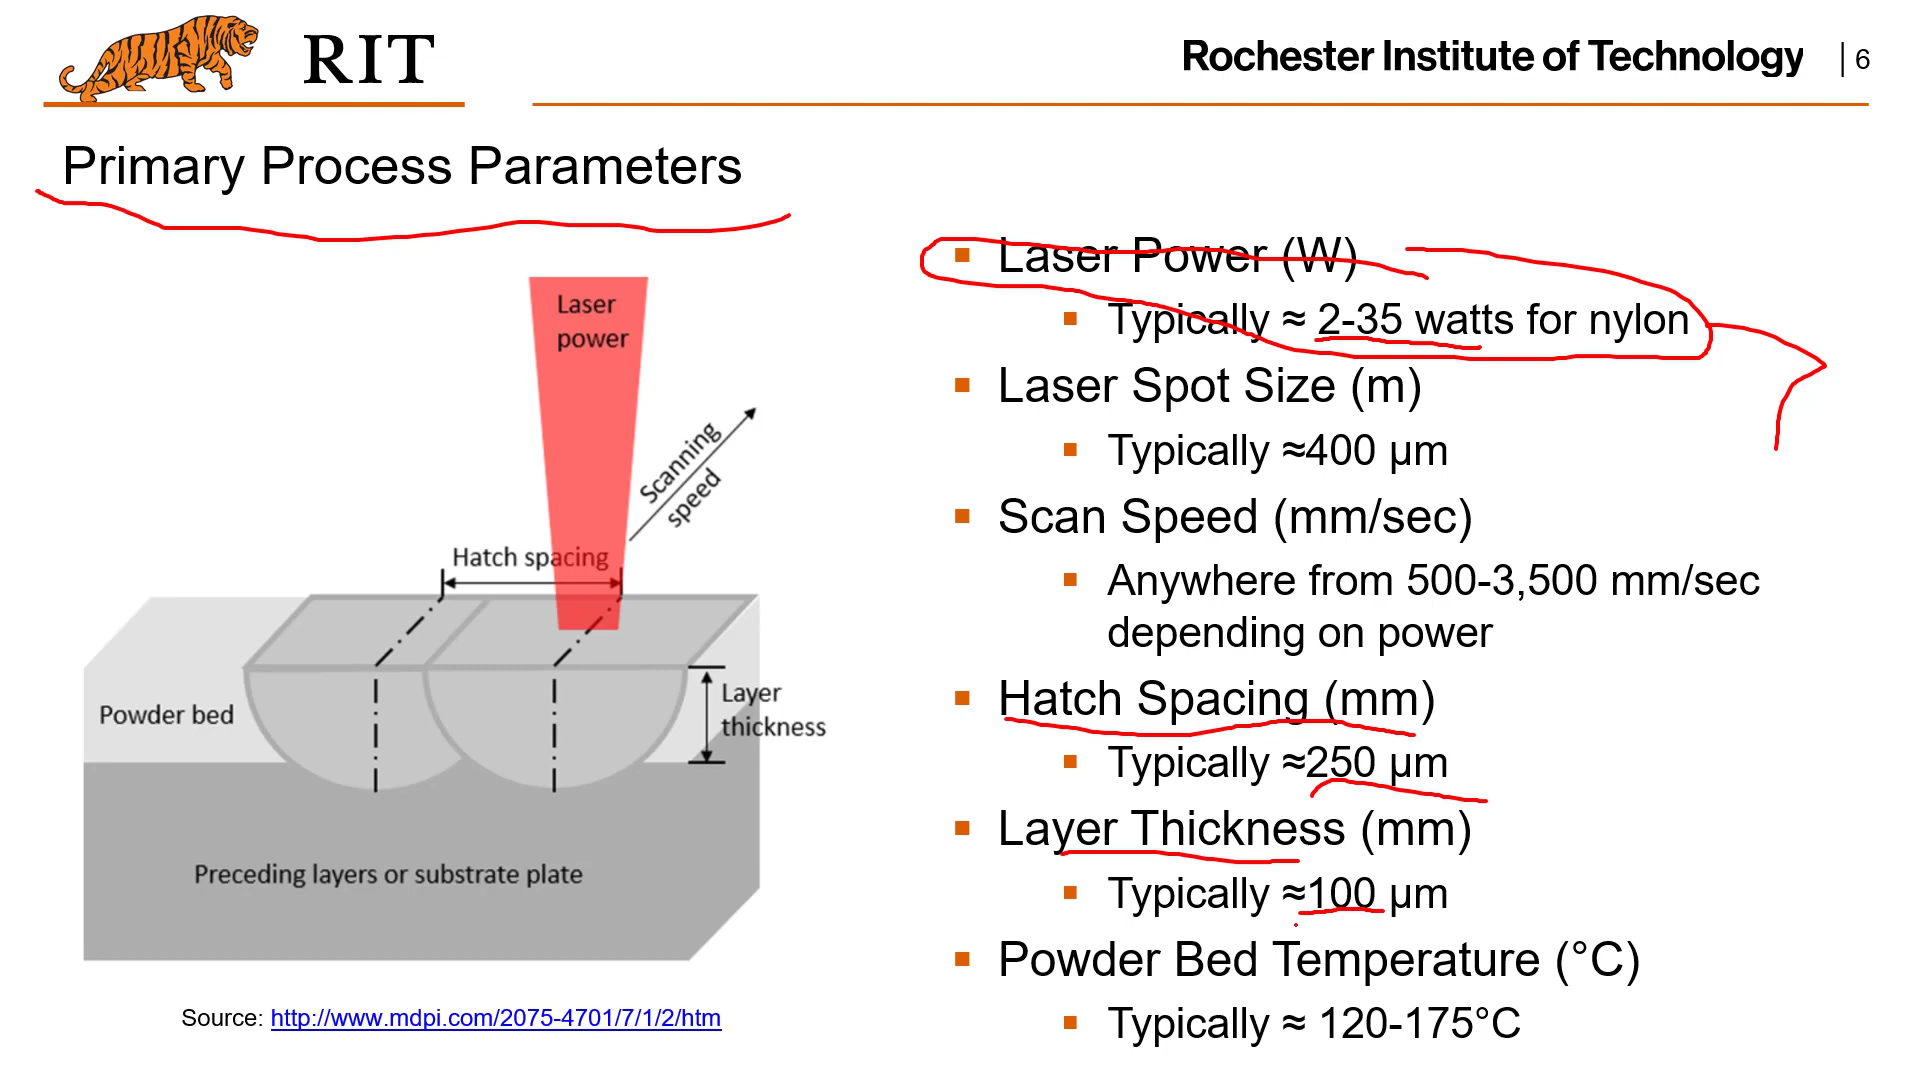 RIT
Rochester Institute of Technology | 6
Primary Process Parameters
Laser
power
Scanning
speed
Hatch spacing
Powder bed
Layer
thickness
Preceding layers or substrate plate
Source: http://www.mdpi.com/2075-4701/7/1/2/htm
▪ Laser Power (W)
▪ Typically ≈ 2-35 watts for nylon
▪ Laser Spot Size (m)
▪ Typically ≈400 μm
▪ Scan Speed (mm/sec)
▪ Anywhere from 500-3,500 mm/sec
depending on power
▪ Hatch Spacing (mm)
▪ Typically ≈250 μm
▪ Layer Thickness (mm)
▪ Typically ≈100 μm
▪ Powder Bed Temperature (°C)
▪ Typically ≈ 120-175°C